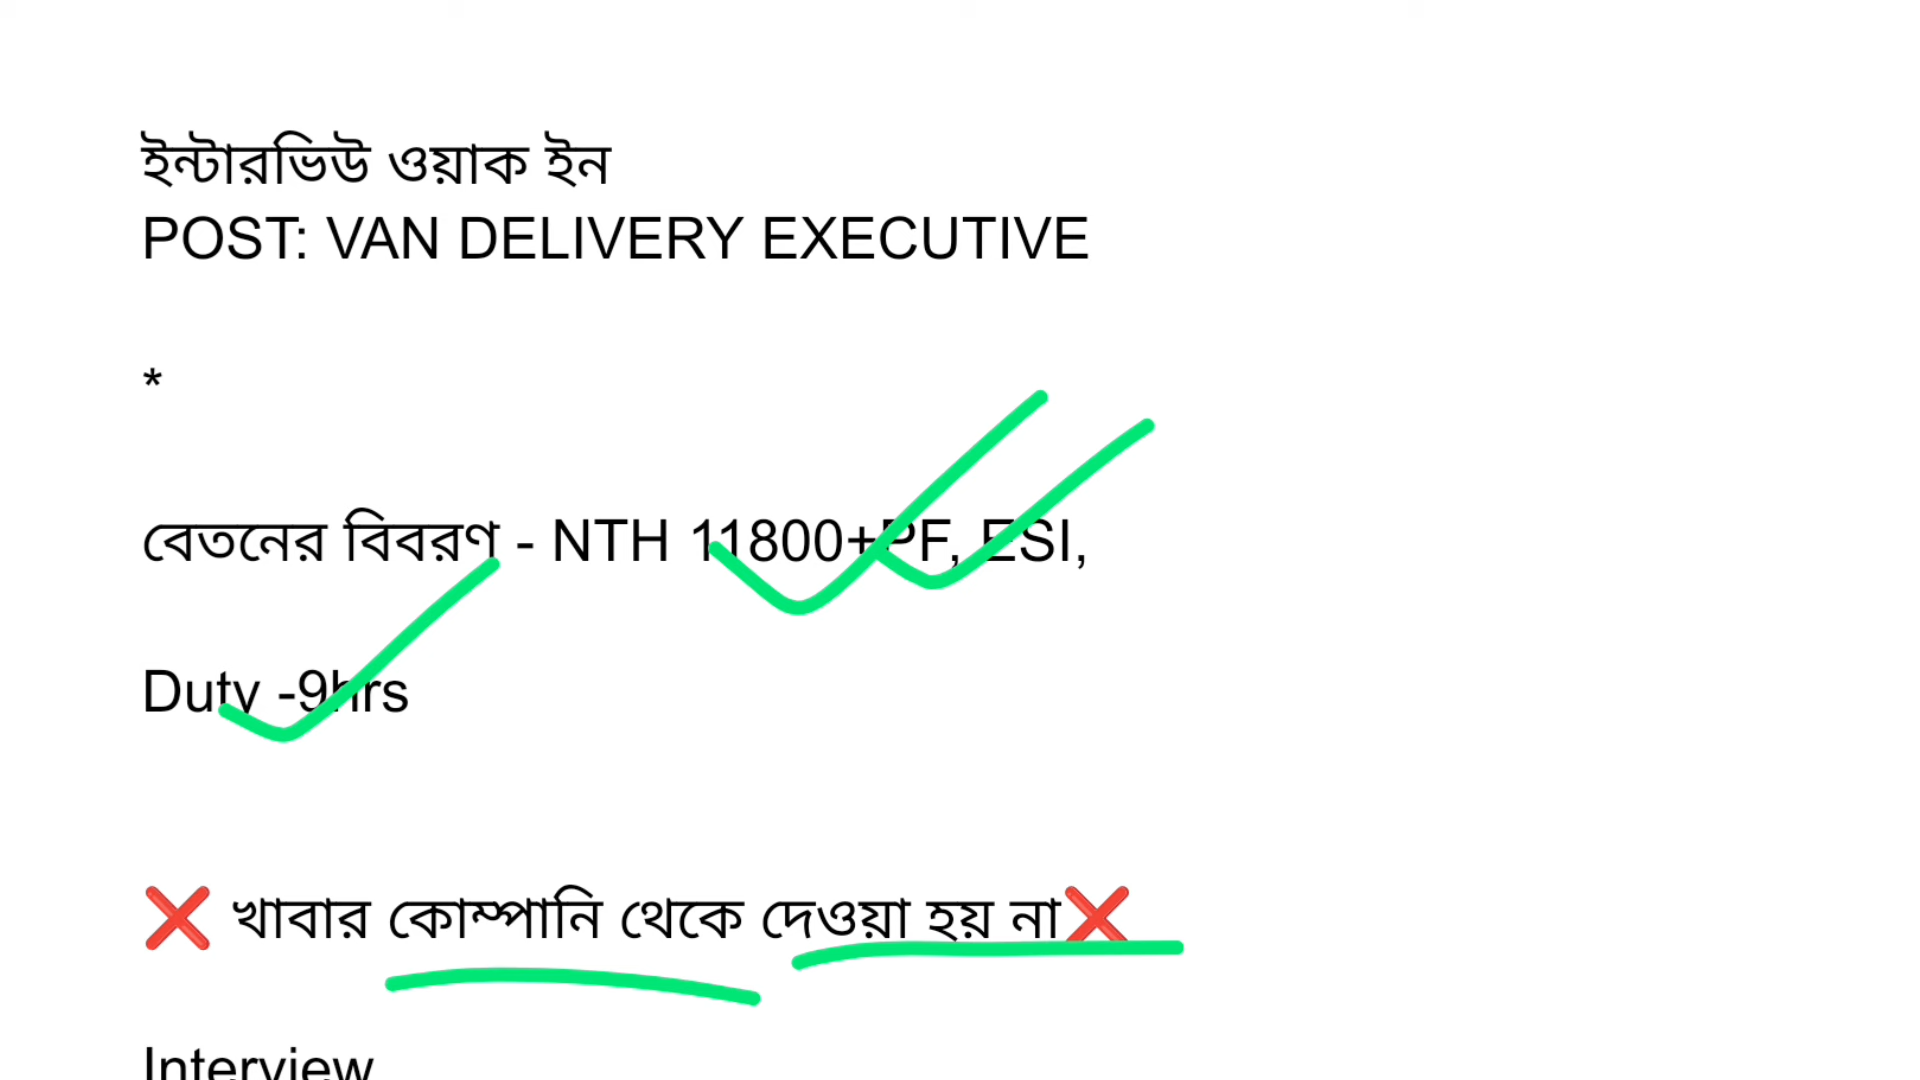 ইন্টারভিউ ওয়াক ইন
POST: VAN DELIVERY EXECUTIVE
*
বেতনের বিবরণ - NTH 11800+PF, ESI,
Duty -9hrs
❌ খাবার কোম্পানি থেকে দেওয়া হয় না❌
Interview